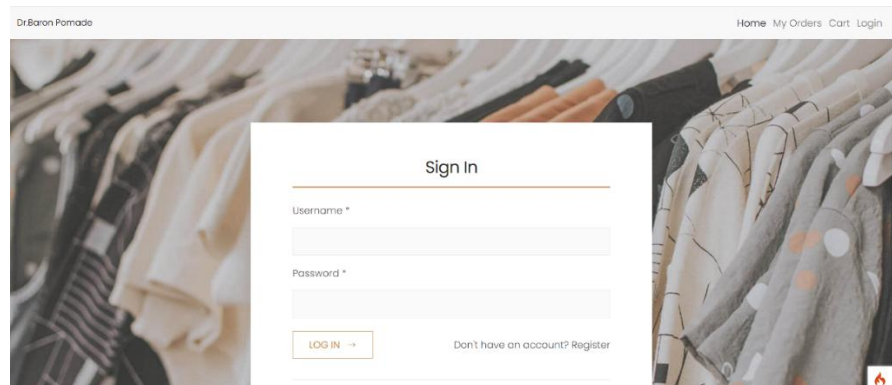 Dr.Baron Pomade
Home My Orders Cart Login
Sign In
Username *
Password *
LOG IN →
Don't have an account? Register